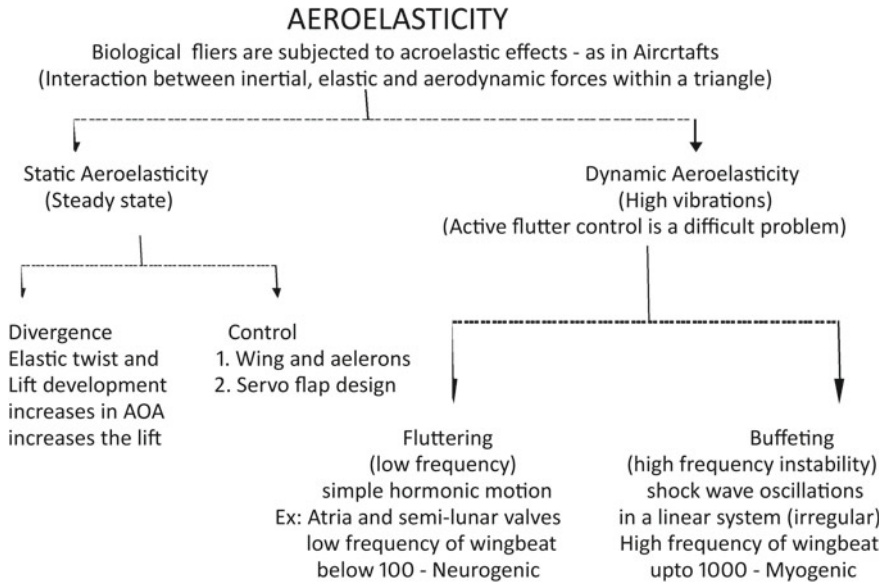 AEROELASTICITY
Biological fliers are subjected to acroelastic effects - as in Aircrtafts
(Interaction between inertial, elastic and aerodynamic forces within a triangle)
Static Aeroelasticity
(Steady state)
Dynamic Aeroelasticity
(High vibrations)
(Active flutter control is a difficult problem)
Divergence
Elastic twist and
Lift development
increases in AOA
increases the lift
Control
1. Wing and aelerons
2. Servo flap design
Fluttering
(low frequency)
simple hormonic motion
Ex: Atria and semi-lunar valves
low frequency of wingbeat
below 100 - Neurogenic
Buffeting
(high frequency instability)
shock wave oscillations
in a linear system (irregular)
High frequency of wingbeat
upto 1000 - Myogenic